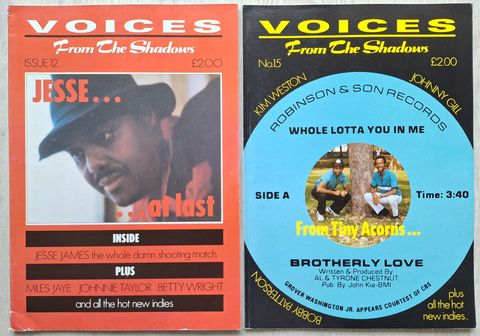 VOICES
From The Shadows
ISSUE 12
£2.00
JESSE...
...at last
INSIDE
JESSE JAMES the whole damn shooting match
PLUS
MILES JAYE JOHNNIE TAYLOR BETTY WRIGHT
and all the hot new indies
VOICES
From The Shadows
No.15
£2.00
KIM WESTON
JOHNNY GILL
ROBINSON & SON RECORDS
WHOLE LOTTA YOU IN ME
SIDE A
Time: 3:40
From Tiny Acorns...
BROTHERLY LOVE
Written & Produced By:
AL & TYRONE CHESTNUT
Pub. By: John Kia-BMI
GROVER WASHINGTON JR. APPEARS COURTESY OF CBS
BOBBY PATTERSON
plus
all the
hot new
indies.